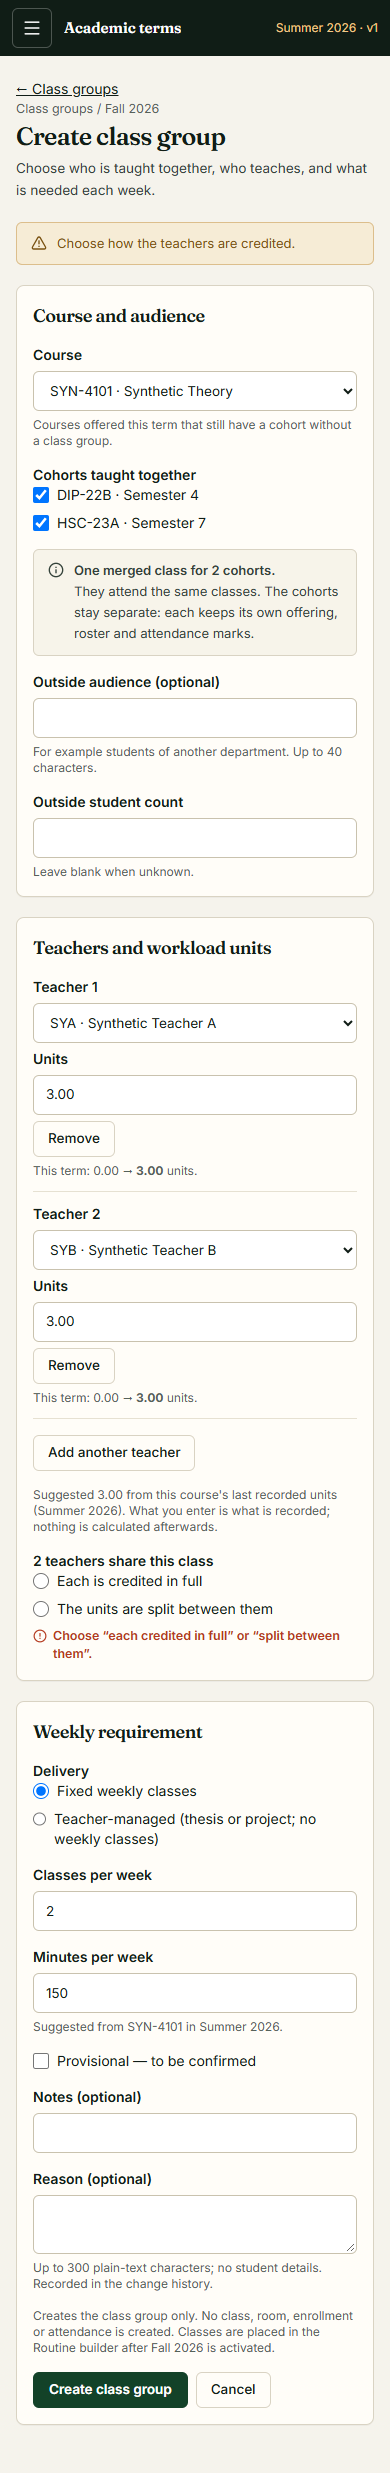 Academic terms
Summer 2026 · v1
← Class groups
Class groups / Fall 2026
Create class group
Choose who is taught together, who teaches, and what
is needed each week.
Choose how the teachers are credited.
Course and audience
Course
SYN-4101 · Synthetic Theory
Courses offered this term that still have a cohort without
a class group.
Cohorts taught together
DIP-22B · Semester 4
HSC-23A · Semester 7
One merged class for 2 cohorts.
They attend the same classes. The cohorts
stay separate: each keeps its own offering,
roster and attendance marks.
Outside audience (optional)
For example students of another department. Up to 40
characters.
Outside student count
Leave blank when unknown.
Teachers and workload units
Teacher 1
SYA · Synthetic Teacher A
Units
3.00
Remove
This term: 0.00 → 3.00 units.
Teacher 2
SYB · Synthetic Teacher B
Units
3.00
Remove
This term: 0.00 → 3.00 units.
Add another teacher
Suggested 3.00 from this course's last recorded units
(Summer 2026). What you enter is what is recorded;
nothing is calculated afterwards.
2 teachers share this class
Each is credited in full
The units are split between them
Choose “each credited in full” or “split between
them”.
Weekly requirement
Delivery
Fixed weekly classes
Teacher-managed (thesis or project; no
weekly classes)
Classes per week
2
Minutes per week
150
Suggested from SYN-4101 in Summer 2026.
Provisional — to be confirmed
Notes (optional)
Reason (optional)
Up to 300 plain-text characters; no student details.
Recorded in the change history.
Creates the class group only. No class, room, enrollment
or attendance is created. Classes are placed in the
Routine builder after Fall 2026 is activated.
Create class group
Cancel